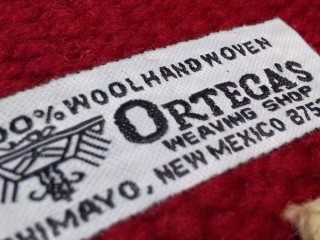 00% WOOL HANDWOVEN
ORTEGA'S
WEAVING SHOP
HIMAYO, NEW MEXICO 875